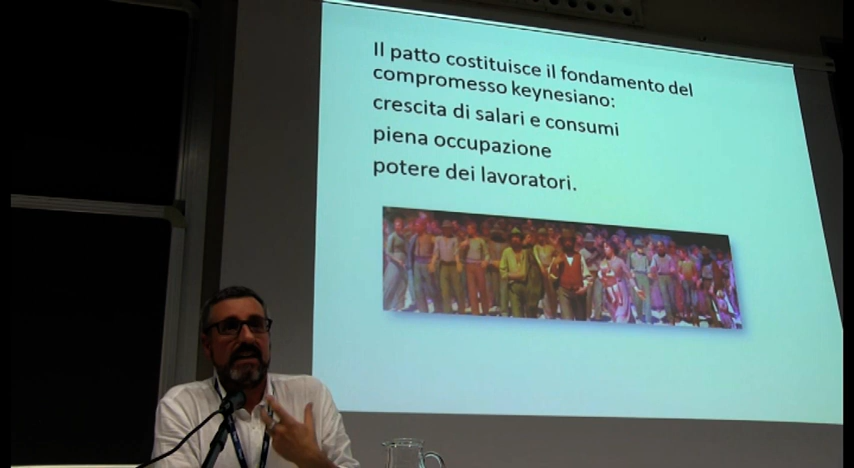 Il patto costituisce il fondamento del
compromesso keynesiano:
crescita di salari e consumi
piena occupazione
potere dei lavoratori.